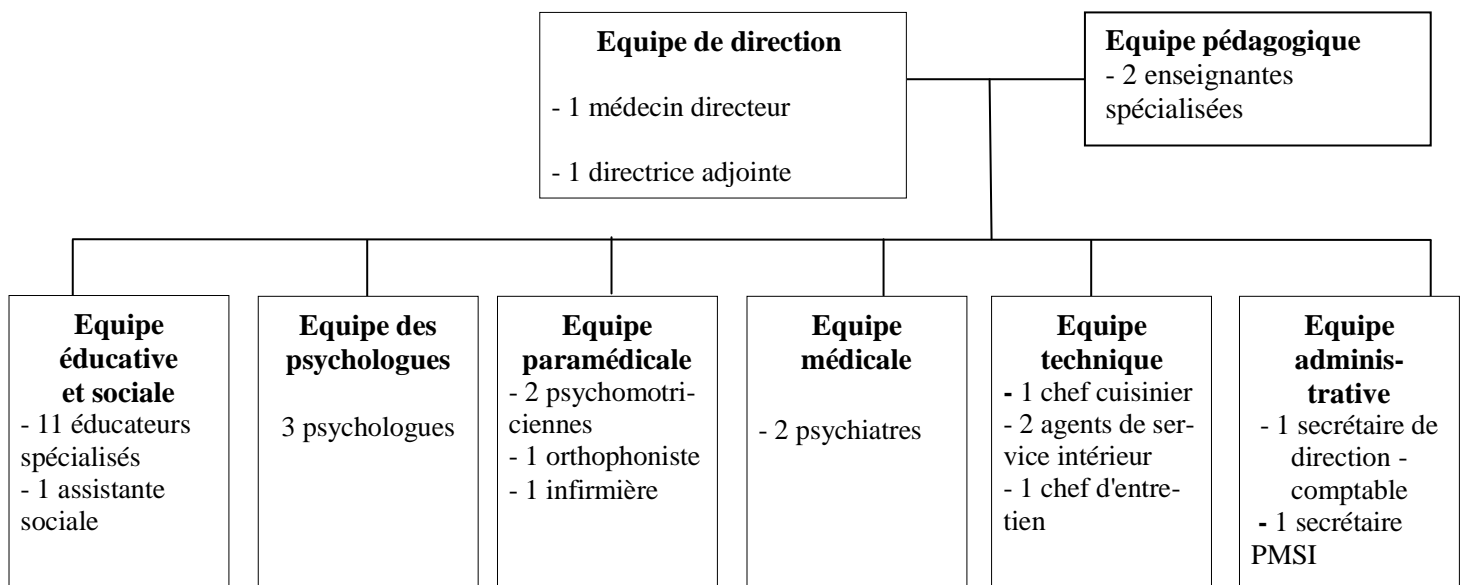 Equipe de direction
- 1 médecin directeur
- 1 directrice adjointe
Equipe pédagogique
- 2 enseignantes
spécialisées
Equipe
éducative
et sociale
- 11 éducateurs
spécialisés
- 1 assistante
sociale
Equipe des
psychologues
3 psychologues
Equipe
paramédicale
- 2 psychomotri-
ciennes
- 1 orthophoniste
- 1 infirmière
Equipe
médicale
- 2 psychiatres
Equipe
technique
- 1 chef cuisinier
- 2 agents de ser-
vice intérieur
- 1 chef d'entre-
tien
Equipe
adminis-
trative
- 1 secrétaire de
direction -
comptable
- 1 secrétaire
PMSI